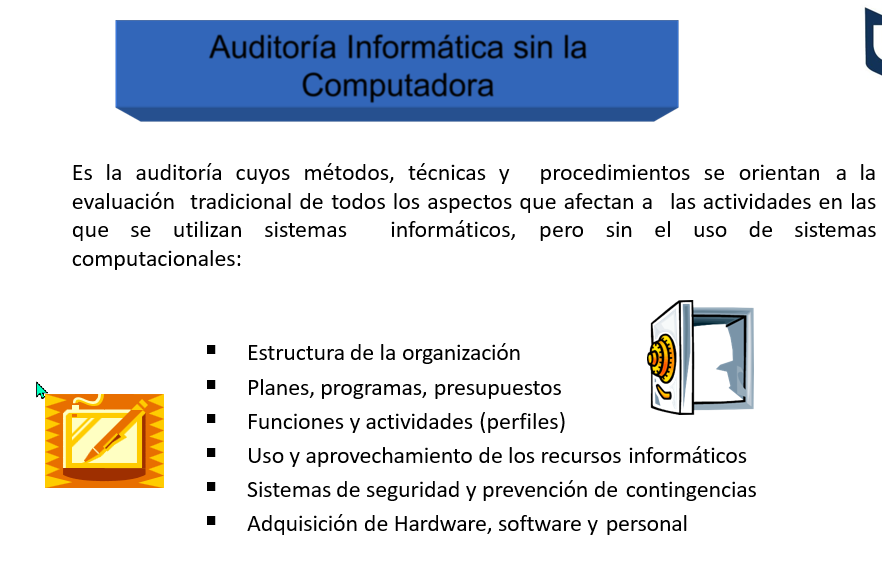 Auditoría Informática sin la
Computadora
Es la auditoría cuyos métodos, técnicas y procedimientos se orientan a la
evaluación tradicional de todos los aspectos que afectan a las actividades en las
que se utilizan sistemas informáticos, pero sin el uso de sistemas
computacionales:
▪ Estructura de la organización
▪ Planes, programas, presupuestos
▪ Funciones y actividades (perfiles)
▪ Uso y aprovechamiento de los recursos informáticos
▪ Sistemas de seguridad y prevención de contingencias
▪ Adquisición de Hardware, software y personal